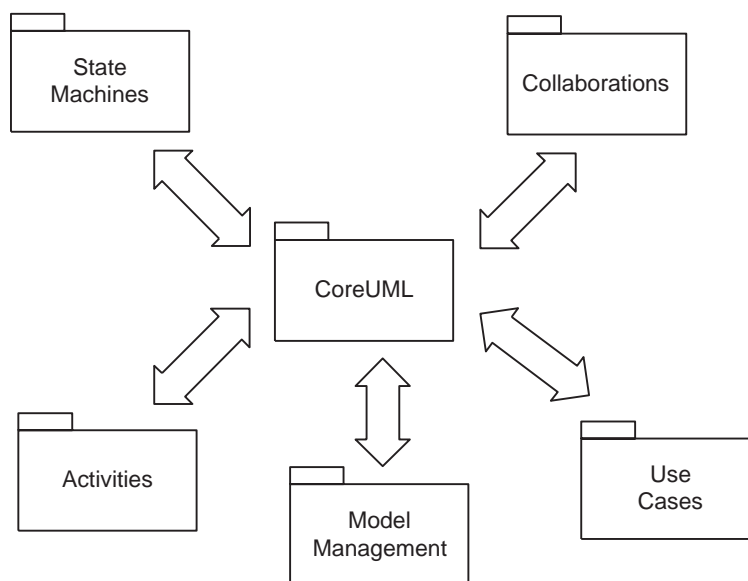 State
Machines
Collaborations
CoreUML
Activities
Model
Management
Use
Cases